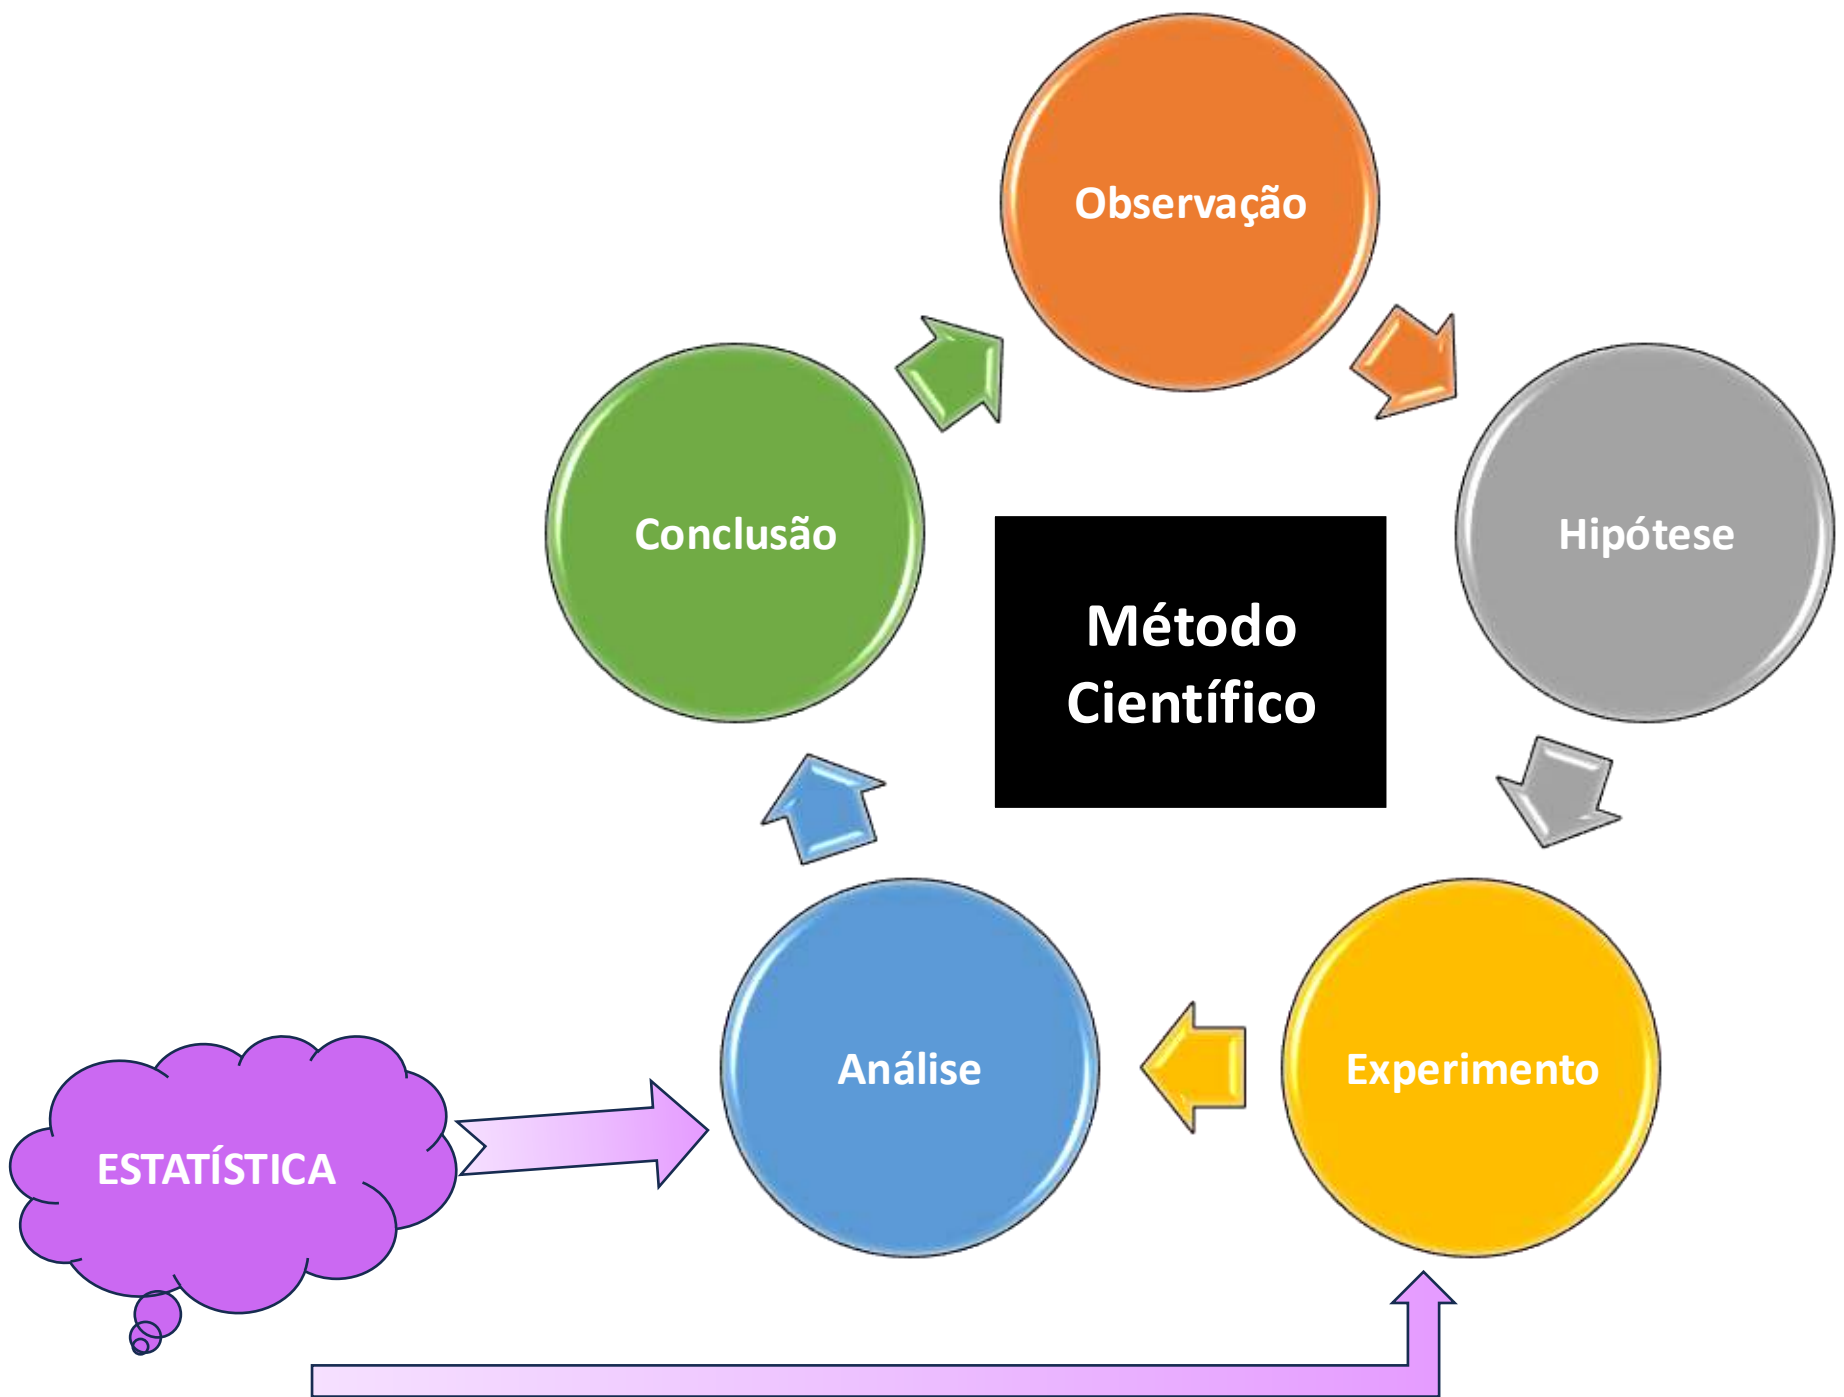 Observação
Conclusão
Hipótese
Método
Científico
Análise
Experimento
ESTATÍSTICA